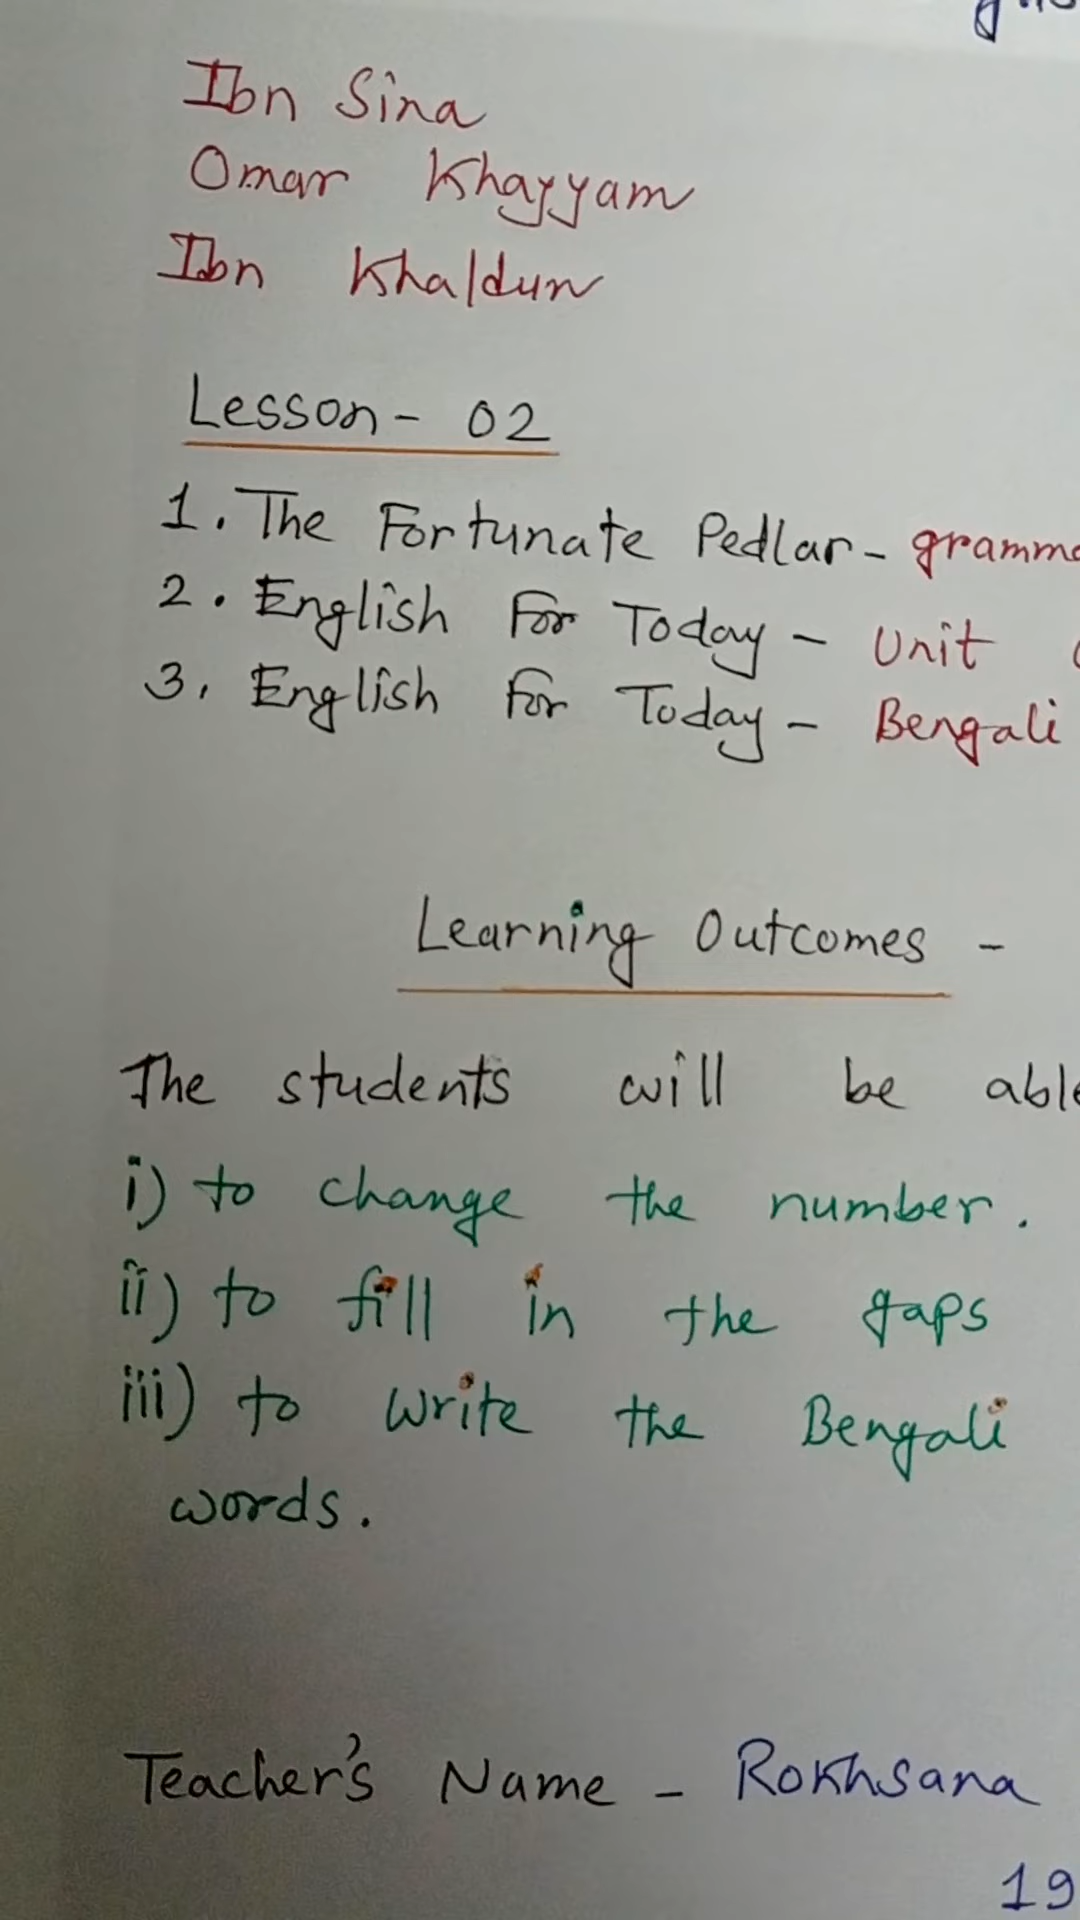 Ibn Sina
Omar Khayyam
Ibn Khaldun
Lesson - 02
1. The Fortunate Pedlar - gramma
2. English For Today - Unit
3. English For Today - Bengali
Learning Outcomes -
The students will be able
i) to change the number.
ii) to fill in the gaps
iii) to write the Bengali
words.
Teacher's Name - Rokhsana
19